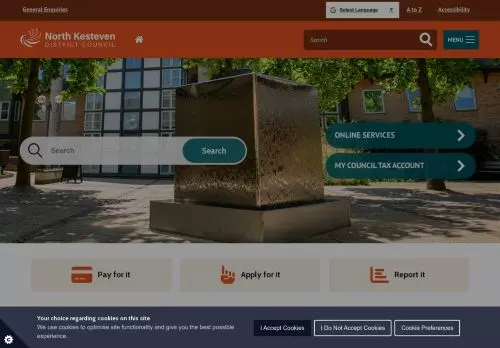 General Enquiries
Select Language
A to Z
Accessibility
North Kesteven
DISTRICT COUNCIL
Search
MENU
Search
Search
ONLINE SERVICES
MY COUNCIL TAX ACCOUNT
Pay for it
Apply for it
Report it
Your choice regarding cookies on this site
We use cookies to optimise site functionality and give you the best possible
experience.
I Accept Cookies
I Do Not Accept Cookies
Cookie Preferences